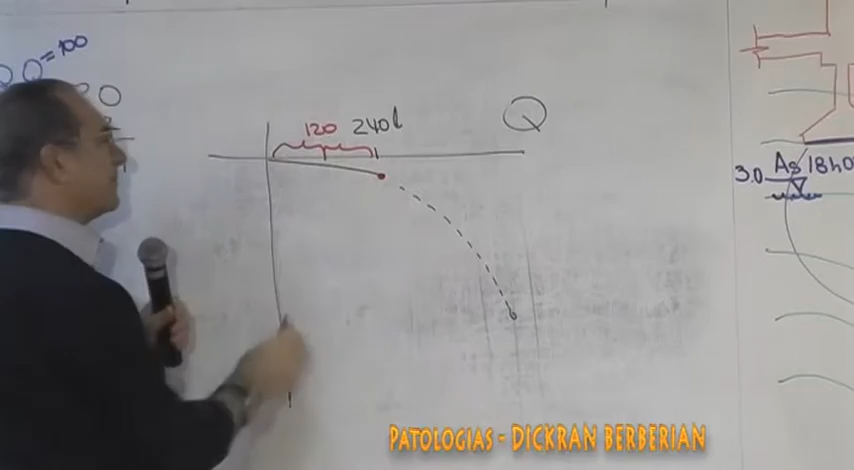 Q=100
0
120 240l
Q
3.0 As 18h0
PATOLOGIAS - DICKRAN BERBERIAN